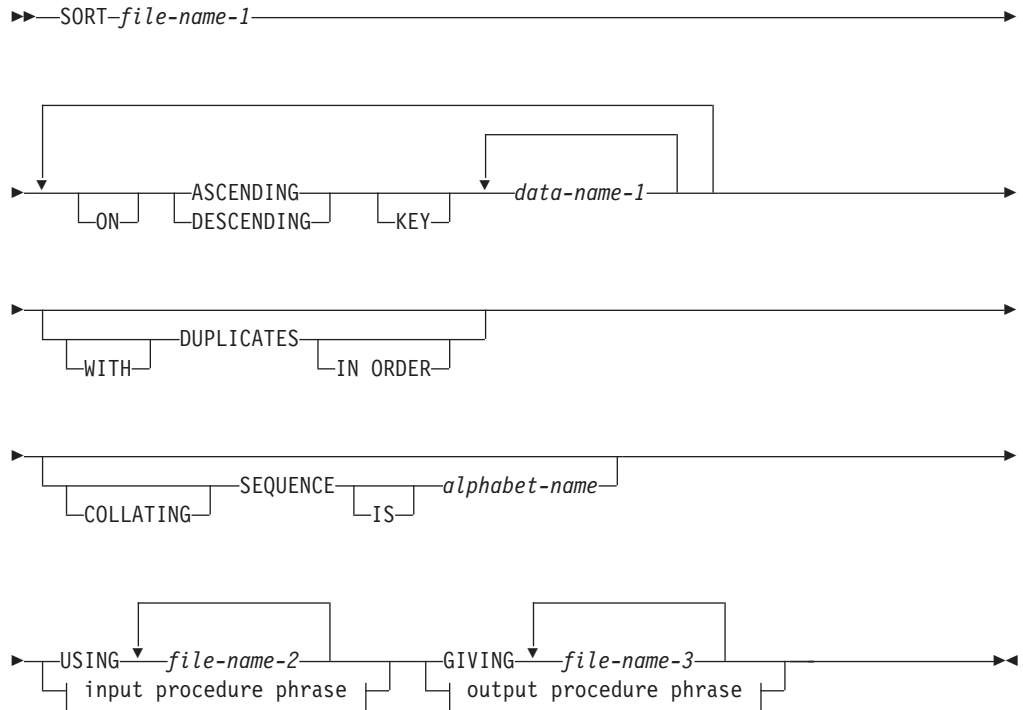 SORT file-name-1
ASCENDING data-name-1
ON DESCENDING KEY
DUPLICATES
WITH IN ORDER
SEQUENCE alphabet-name
COLLATING IS
USING file-name-2 GIVING file-name-3
input procedure phrase output procedure phrase